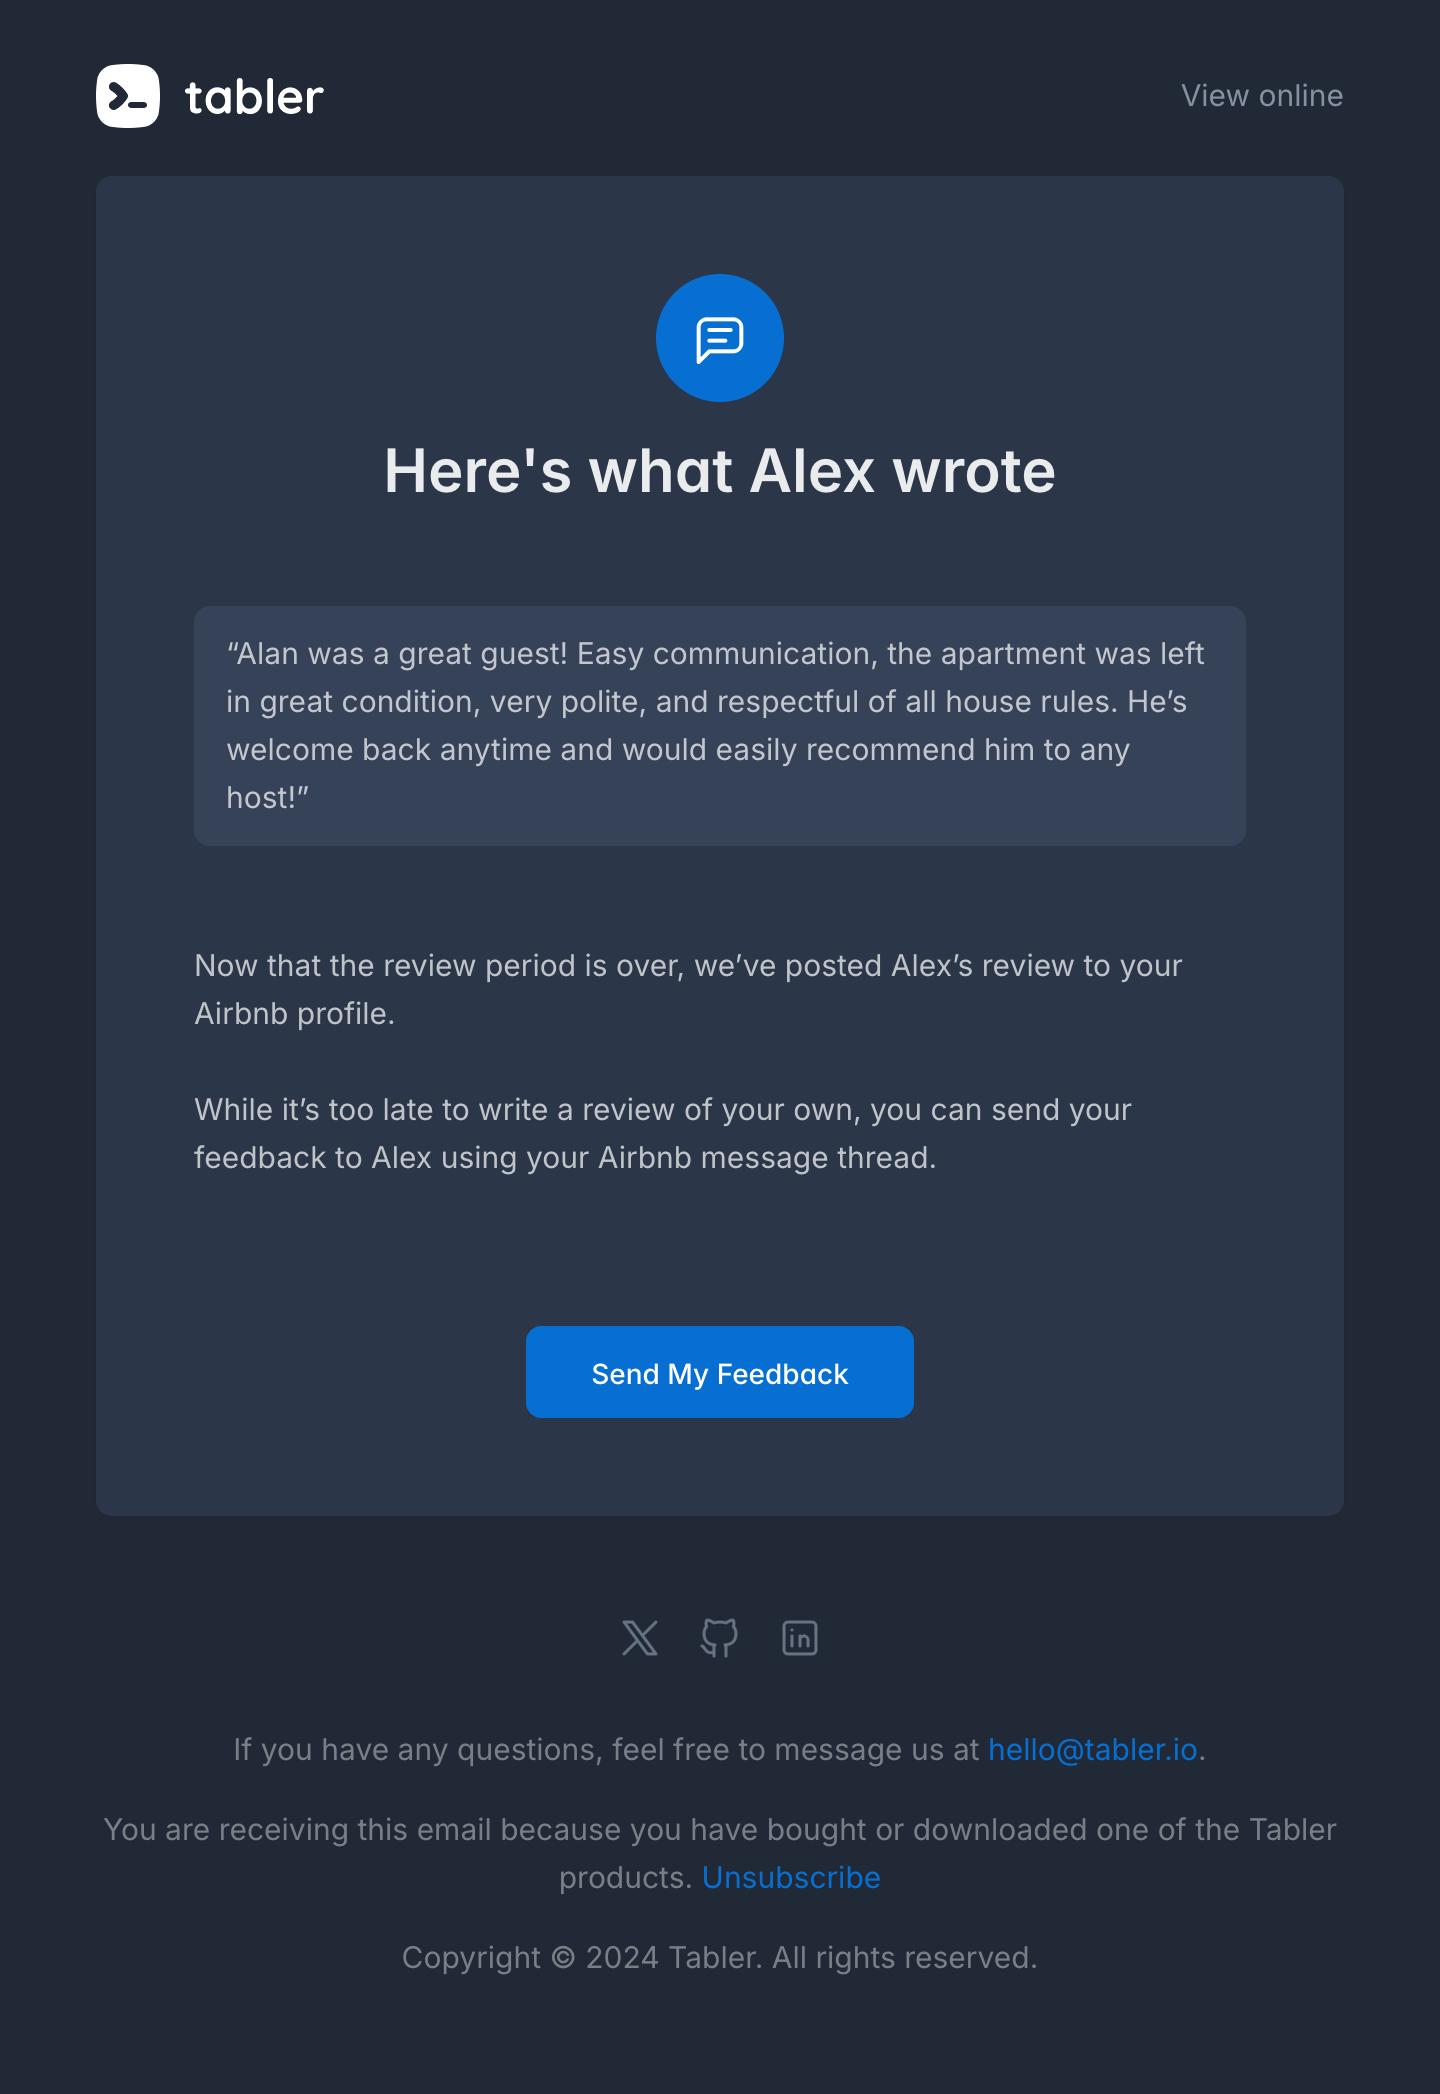 tabler
View online
Here's what Alex wrote
“Alan was a great guest! Easy communication, the apartment was left
in great condition, very polite, and respectful of all house rules. He’s
welcome back anytime and would easily recommend him to any
host!”
Now that the review period is over, we’ve posted Alex’s review to your
Airbnb profile.
While it’s too late to write a review of your own, you can send your
feedback to Alex using your Airbnb message thread.
Send My Feedback
If you have any questions, feel free to message us at hello@tabler.io.
You are receiving this email because you have bought or downloaded one of the Tabler
products. Unsubscribe
Copyright © 2024 Tabler. All rights reserved.